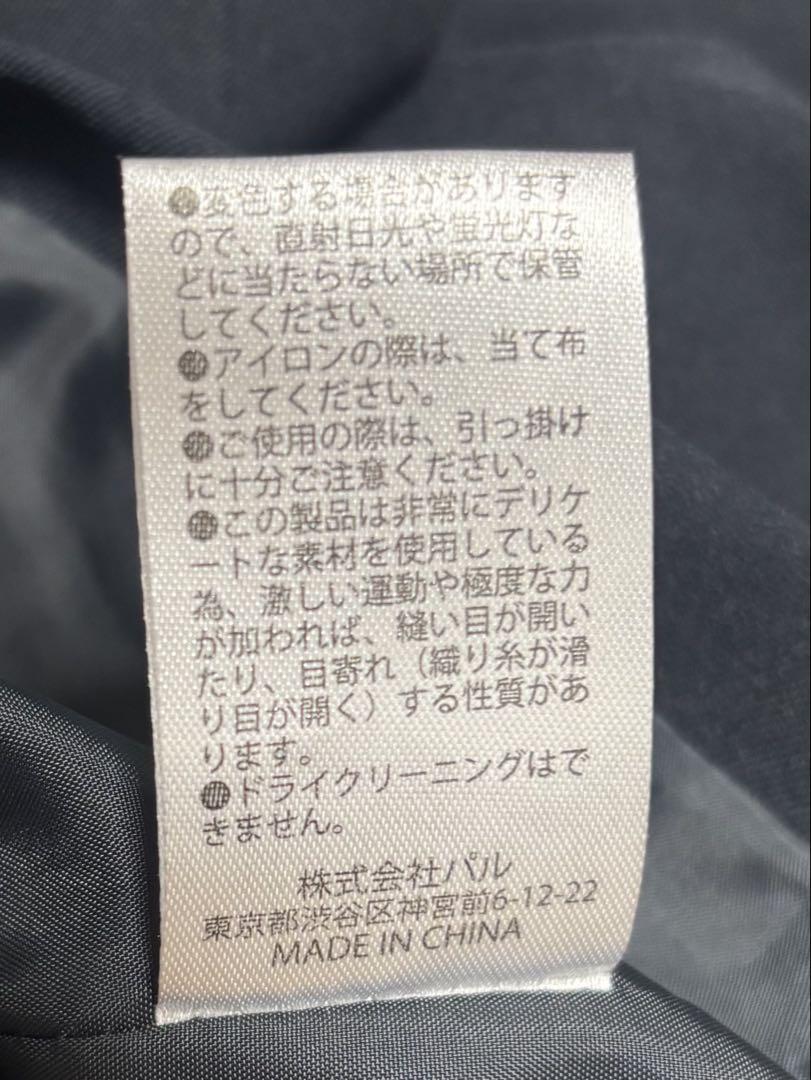 ●変色する場合があります
ので、直射日光や蛍光灯な
どに当たらない場所で保管
してください。
●アイロンの際は、当て布
をしてください。
●ご使用の際は、引っ掛け
に十分ご注意ください。
●この製品は非常にデリケ
ートな素材を使用している
為、激しい運動や極度な力
が加われば、縫い目が開い
たり、目寄れ（織り糸が滑
り目が開く）する性質があ
ります。
●ドライクリーニングはで
きません。
株式会社パル
東京都渋谷区神宮前6-12-22
MADE IN CHINA